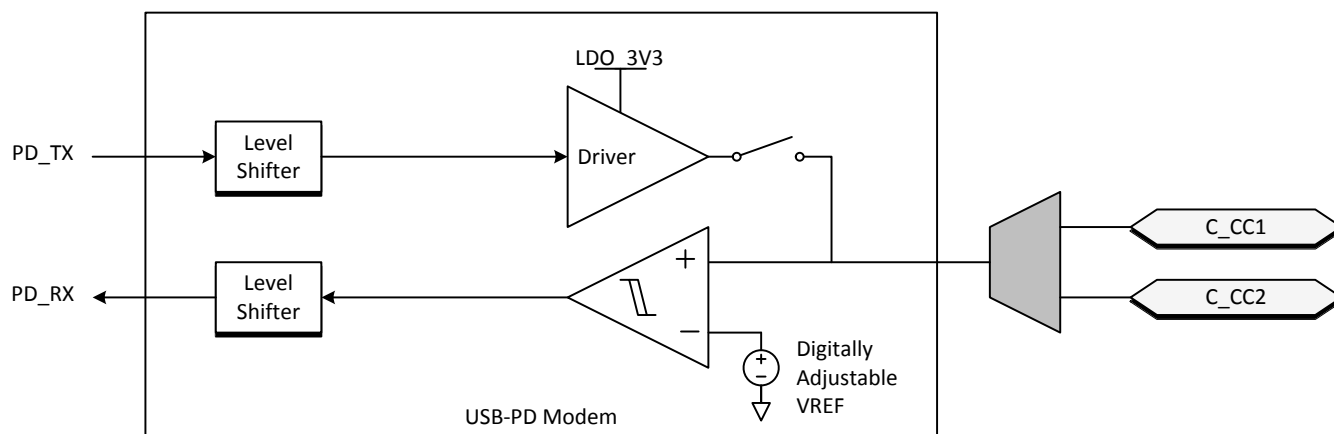 LDO_3V3
PD_TX
Level
Shifter
Driver
C_CC1
+
PD_RX
Level
Shifter
C_CC2
−
+
−
Digitally
Adjustable
VREF
USB-PD Modem